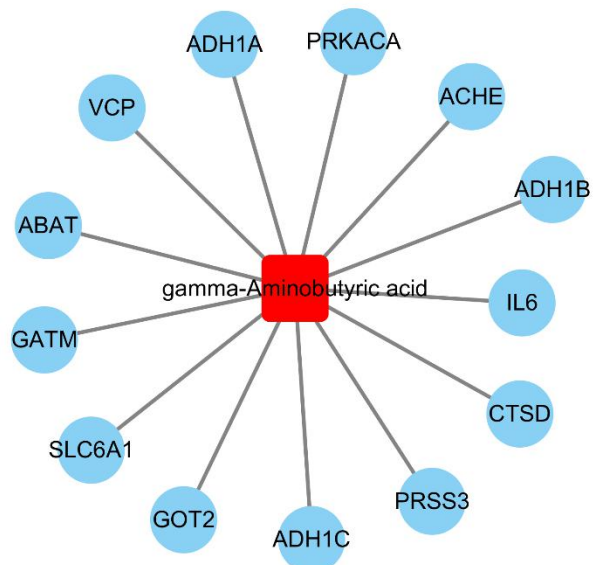 ADH1A
PRKACA
VCP
ACHE
ADH1B
ABAT
gamma-Aminobutyric acid
IL6
GATM
CTSD
SLC6A1
PRSS3
GOT2
ADH1C